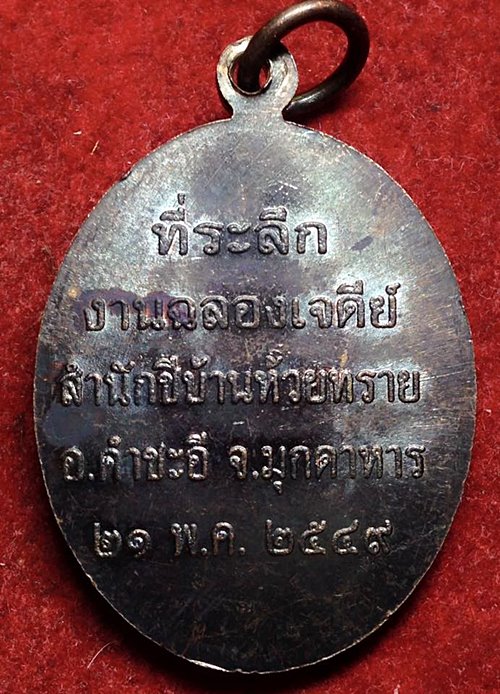 ที่ระลึก
งานฉลองเจดีย์
สำนักชีบ้านห้วยทราย
อ.คำชะอี จ.มุกดาหาร
๒๑ พ.ค. ๒๕๔๙